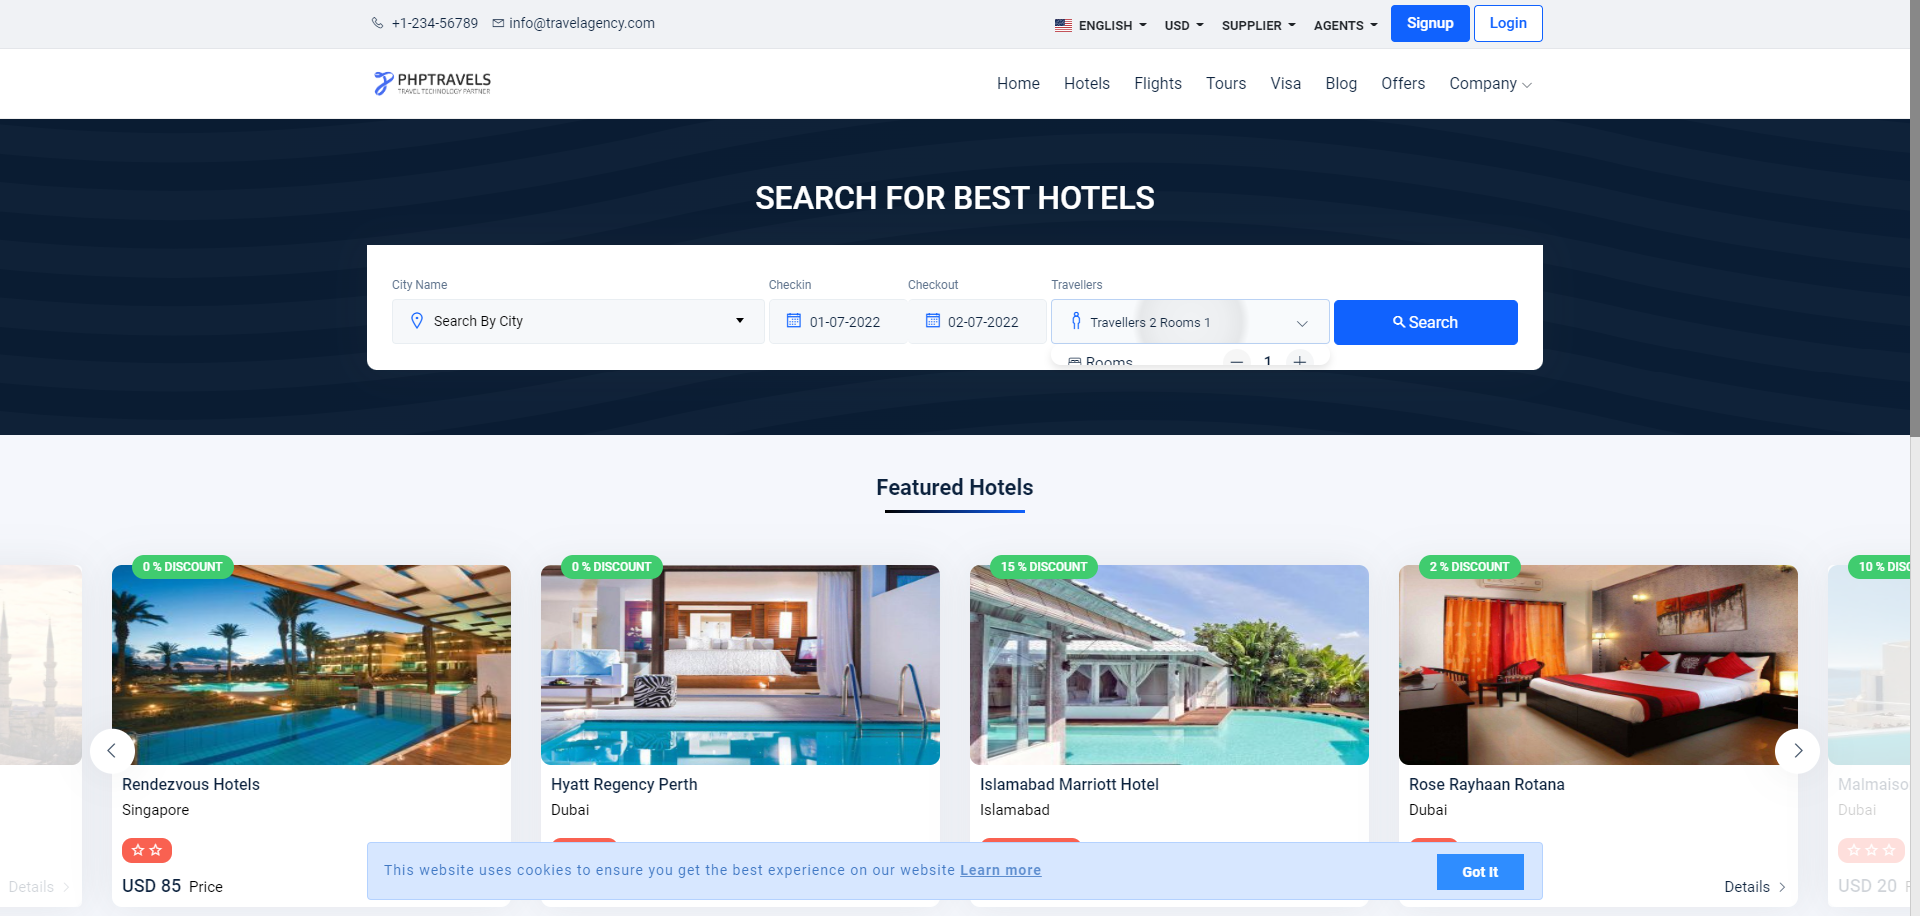 +1-234-56789 info@travelagency.com ENGLISH USD SUPPLIER AGENTS Signup Login
PHPTRAVELS
TRAVEL TECHNOLOGY PARTNER
Home Hotels Flights Tours Visa Blog Offers Company
SEARCH FOR BEST HOTELS
City Name Checkin Checkout Travellers
Search By City 01-07-2022 02-07-2022 Travellers 2 Rooms 1 Search
Rooms 1
Featured Hotels
0 % DISCOUNT 0 % DISCOUNT 15 % DISCOUNT 2 % DISCOUNT 10 %
Rendezvous Hotels Hyatt Regency Perth Islamabad Marriott Hotel Rose Rayhaan Rotana
Singapore Dubai Islamabad Dubai Dubai
This website uses cookies to ensure you get the best experience on our website Learn more Got It
Details USD 85 Price Details USD 20